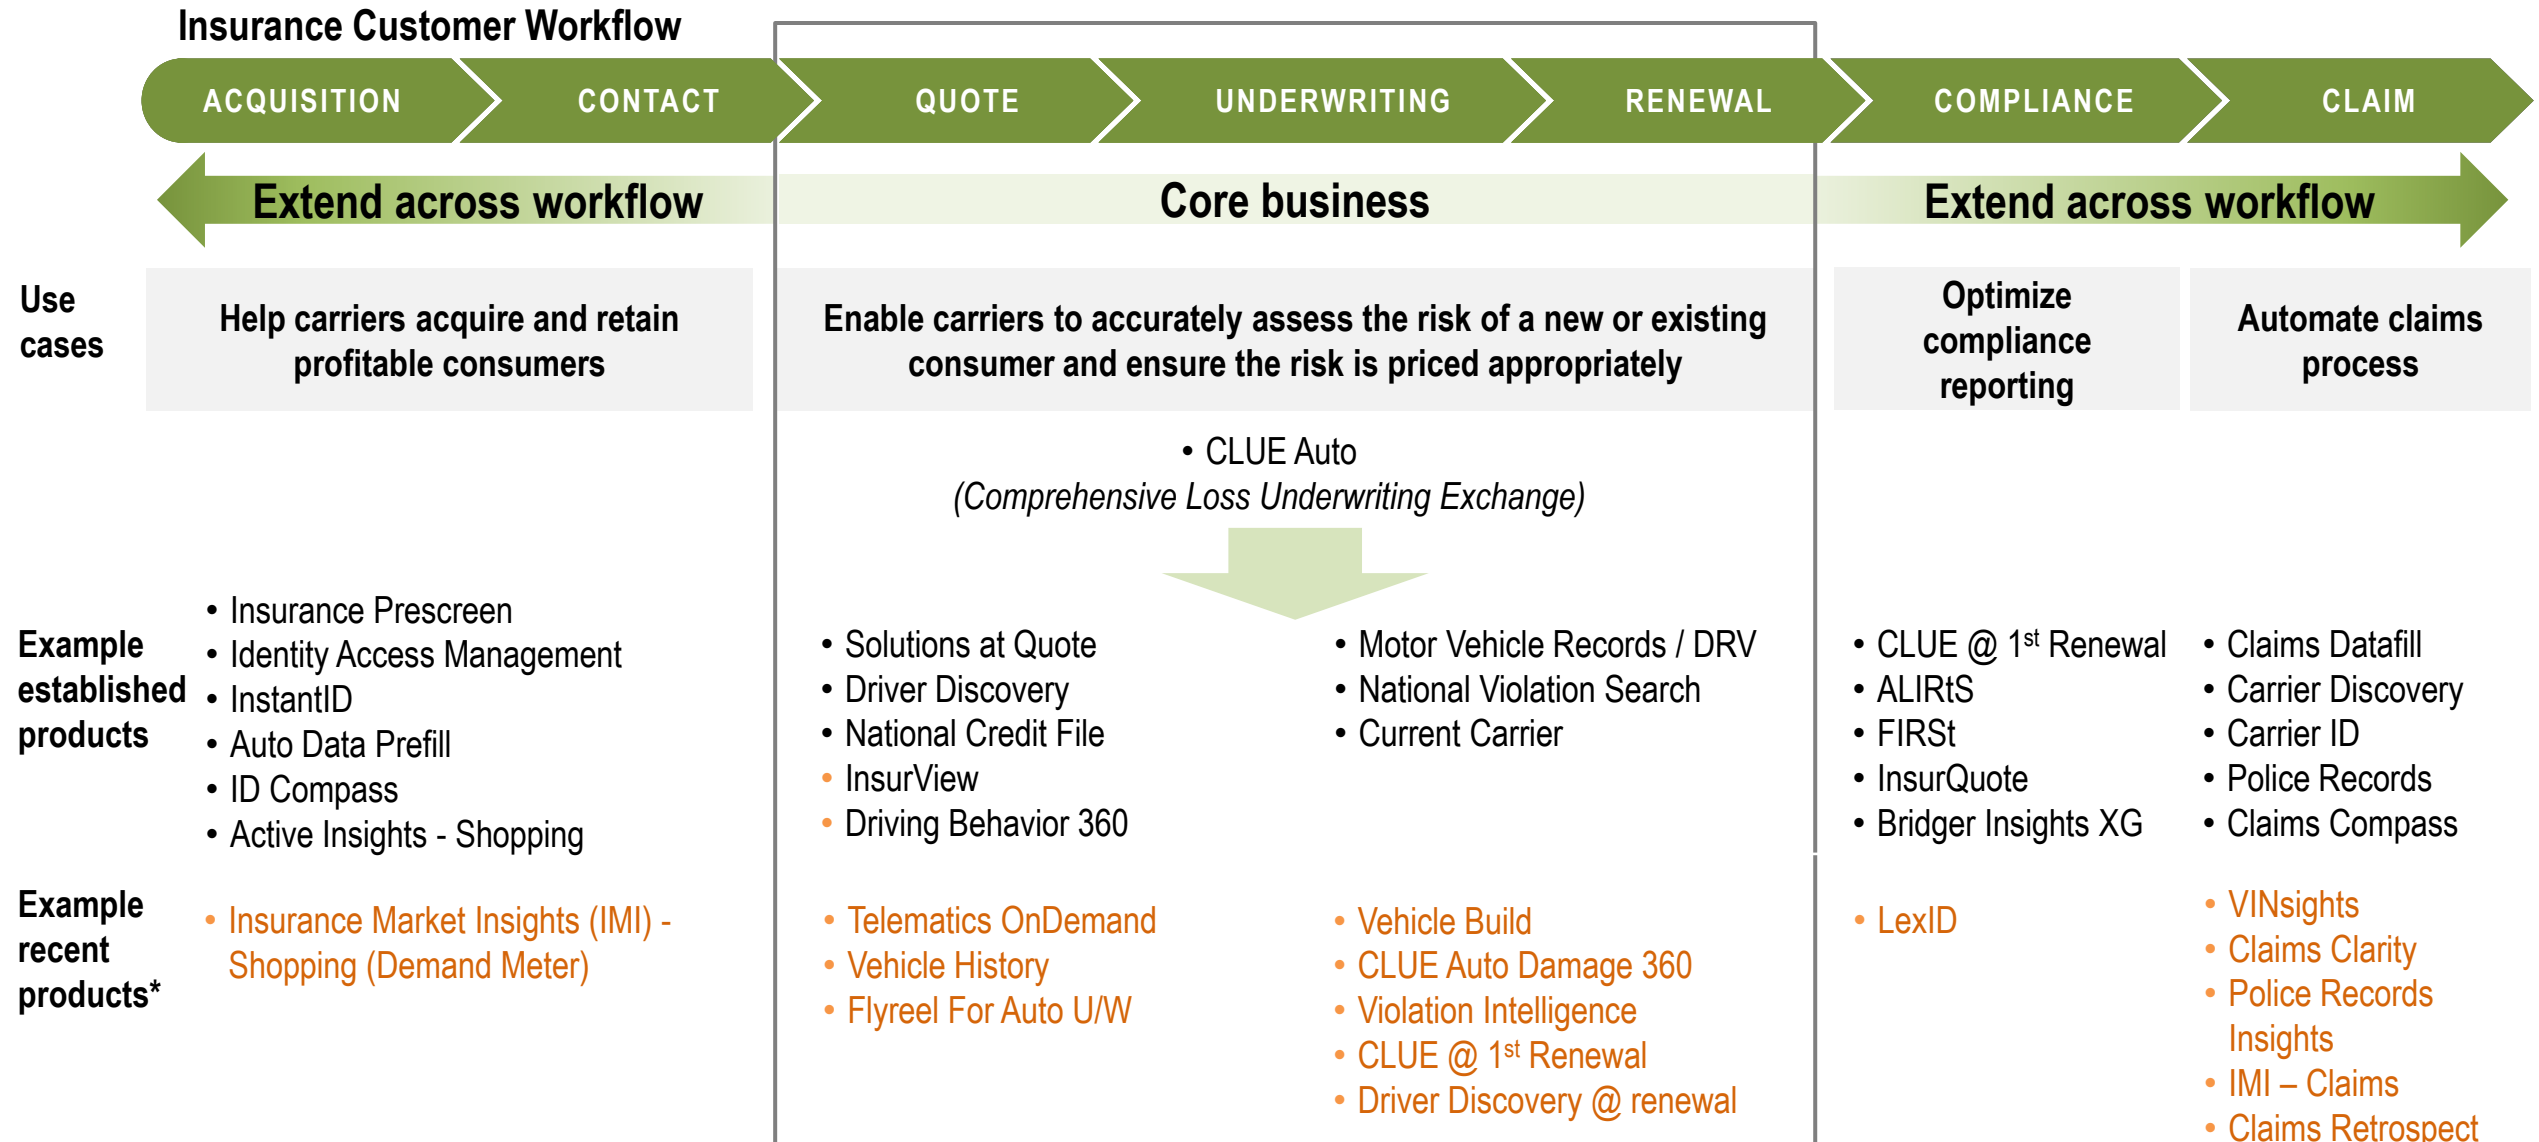 Insurance Customer Workflow
ACQUISITION
CONTACT
QUOTE
UNDERWRITING
RENEWAL
COMPLIANCE
CLAIM
Extend across workflow
Core business
Extend across workflow
Use
cases
Help carriers acquire and retain
profitable consumers
Enable carriers to accurately assess the risk of a new or existing
consumer and ensure the risk is priced appropriately
Optimize
compliance
reporting
Automate claims
process
• CLUE Auto
(Comprehensive Loss Underwriting Exchange)
Example
established
products
• Insurance Prescreen
• Identity Access Management
• InstantID
• Auto Data Prefill
• ID Compass
• Active Insights - Shopping
• Solutions at Quote
• Driver Discovery
• National Credit File
• InsurView
• Driving Behavior 360
• Motor Vehicle Records / DRV
• National Violation Search
• Current Carrier
• CLUE @ 1st Renewal
• ALIRtS
• FIRSt
• InsurQuote
• Bridger Insights XG
• Claims Datafill
• Carrier Discovery
• Carrier ID
• Police Records
• Claims Compass
Example
recent
products*
• Insurance Market Insights (IMI) -
Shopping (Demand Meter)
• Telematics OnDemand
• Vehicle History
• Flyreel For Auto U/W
• Vehicle Build
• CLUE Auto Damage 360
• Violation Intelligence
• CLUE @ 1st Renewal
• Driver Discovery @ renewal
• LexID
• VINsights
• Claims Clarity
• Police Records
Insights
• IMI – Claims
• Claims Retrospect